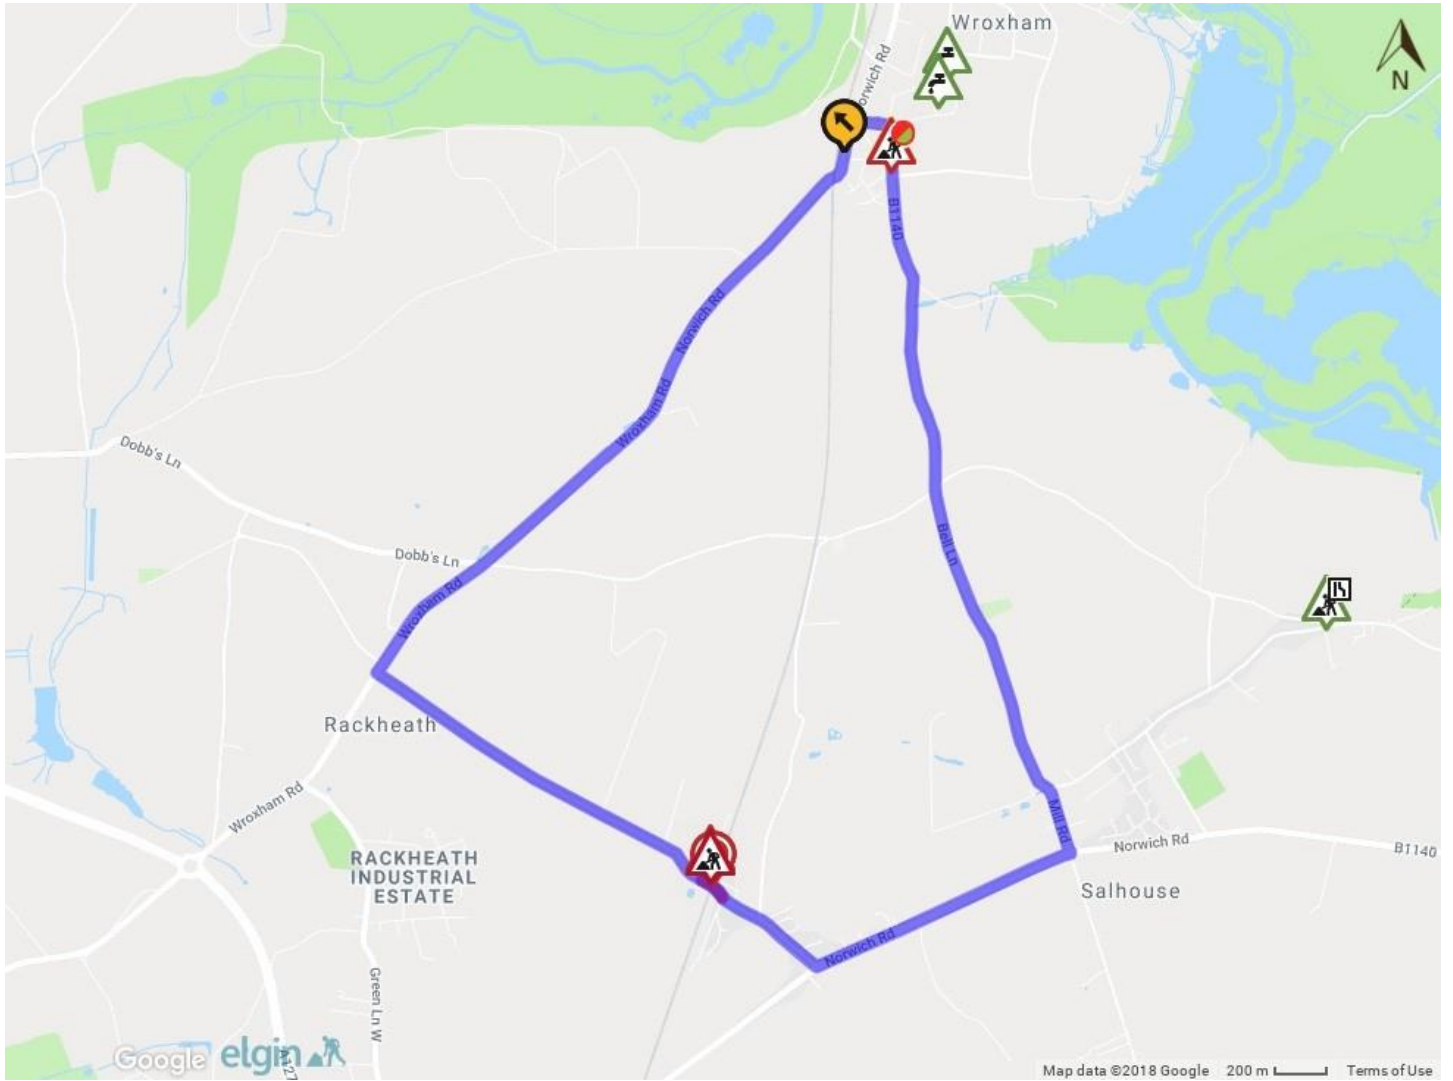 Wroxham
Norwich Rd
N
B1140
Norwich Rd
Wroxham Rd
Dobb's Ln
Dobb's Ln
Bell Ln
Wroxham Rd
Rackheath
Wroxham Rd
Mill Rd
Norwich Rd
B1140
RACKHEATH
INDUSTRIAL
ESTATE
Salhouse
Norwich Rd
Green Ln W
Google
elgin
A127
Map data ©2018 Google
200 m
Terms of Use